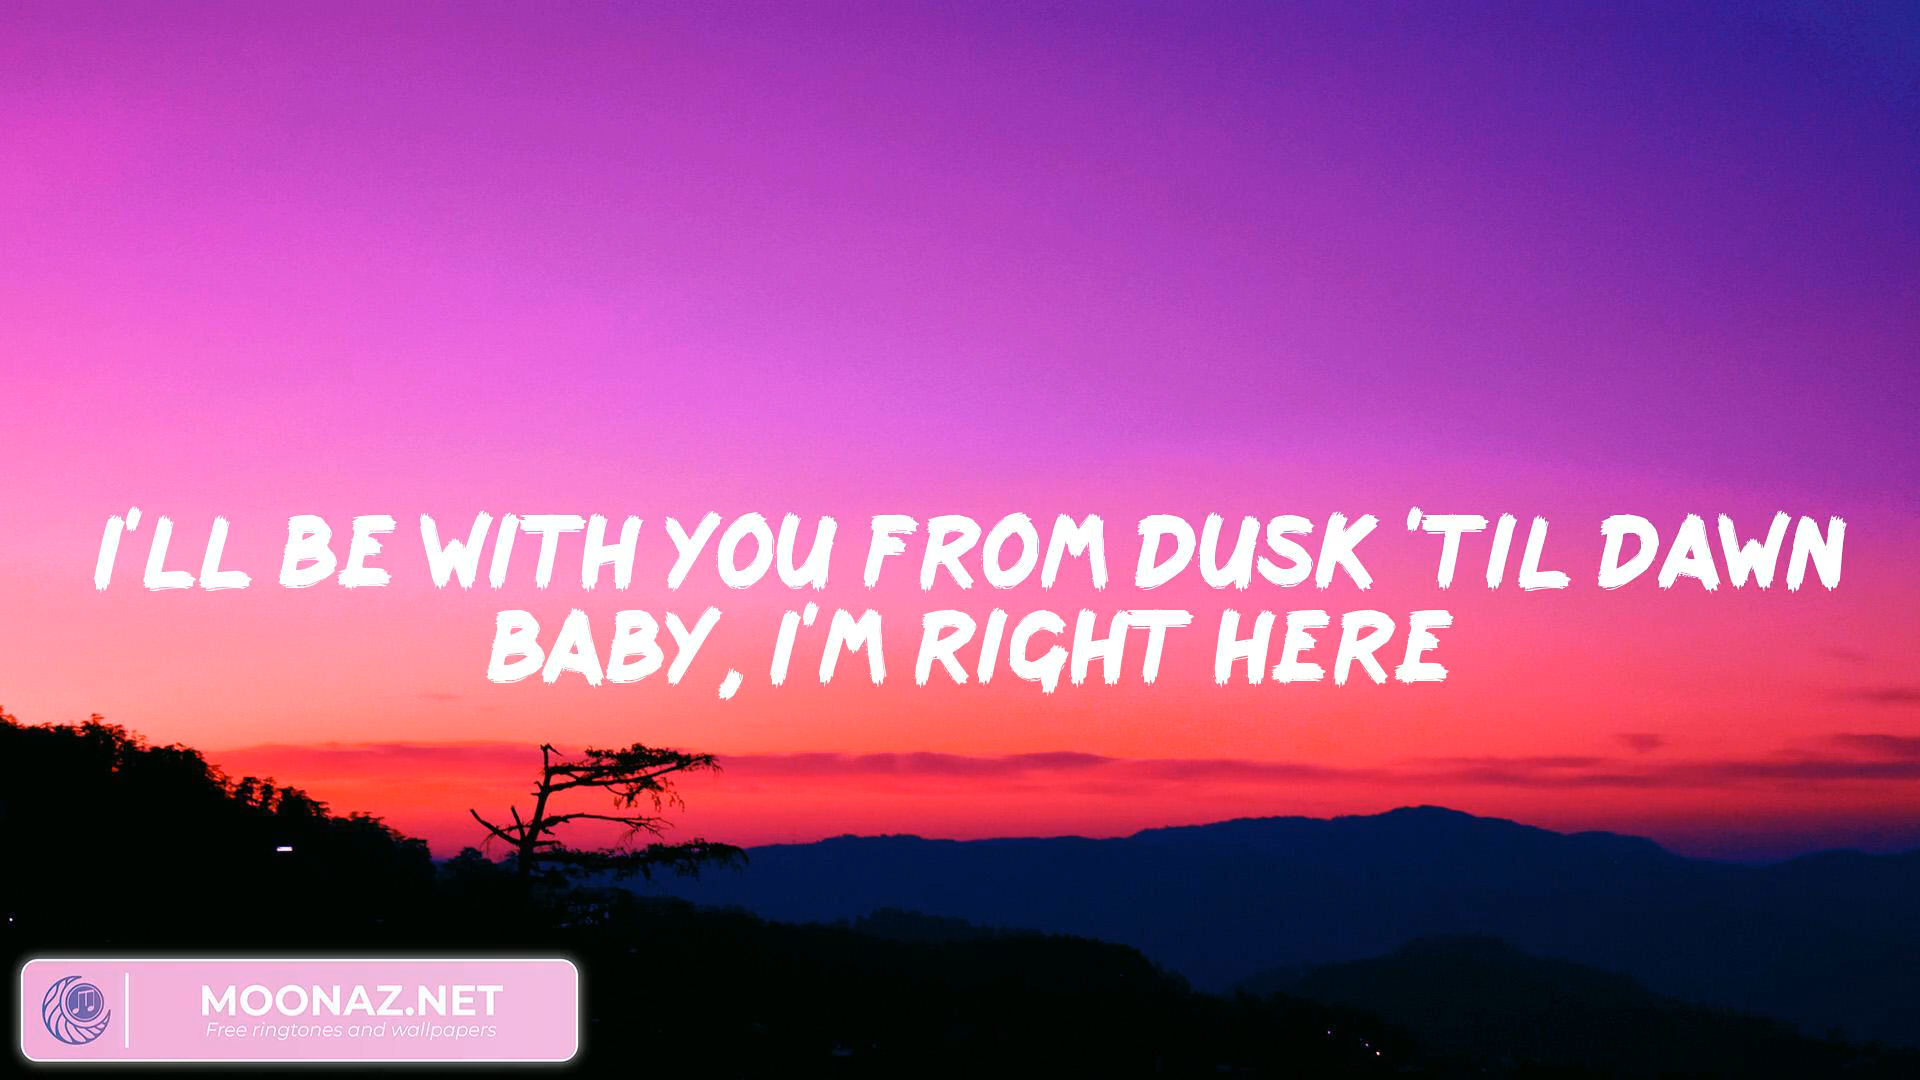 I'LL BE WITH YOU FROM DUSK 'TIL DAWN
BABY, I'M RIGHT HERE
MOONAZ.NET
Free ringtones and wallpapers